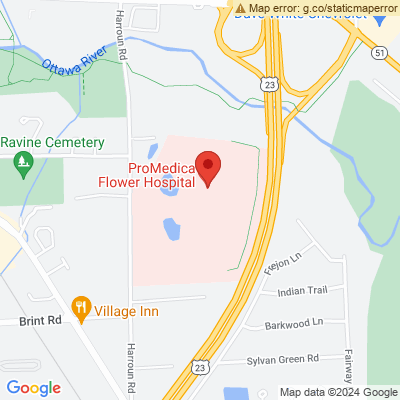 Map error: g.co/staticmaperror
Dave White Chevrolet
Harroun Rd
Ottawa River
51
23
Ravine Cemetery
ProMedica
Flower Hospital
Flejon Ln
Indian Trail
Village Inn
Brint Rd
Barkwood Ln
Harroun Rd
23
Sylvan Green Rd
Fairway
Google
Map data ©2024 Google